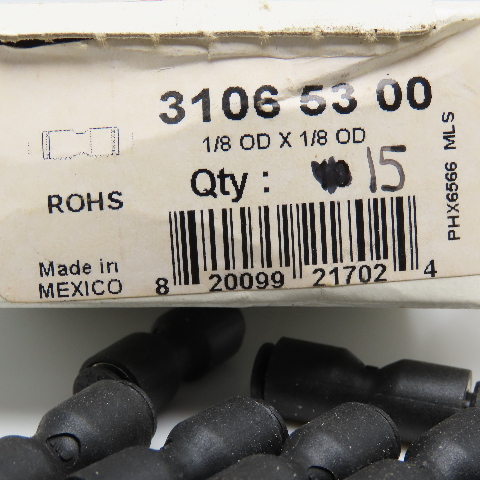 3106 53 00
1/8 OD X 1/8 OD
Qty : 15
ROHS
PHX6566 MLS
Made in
MEXICO
8 20099 21702 4